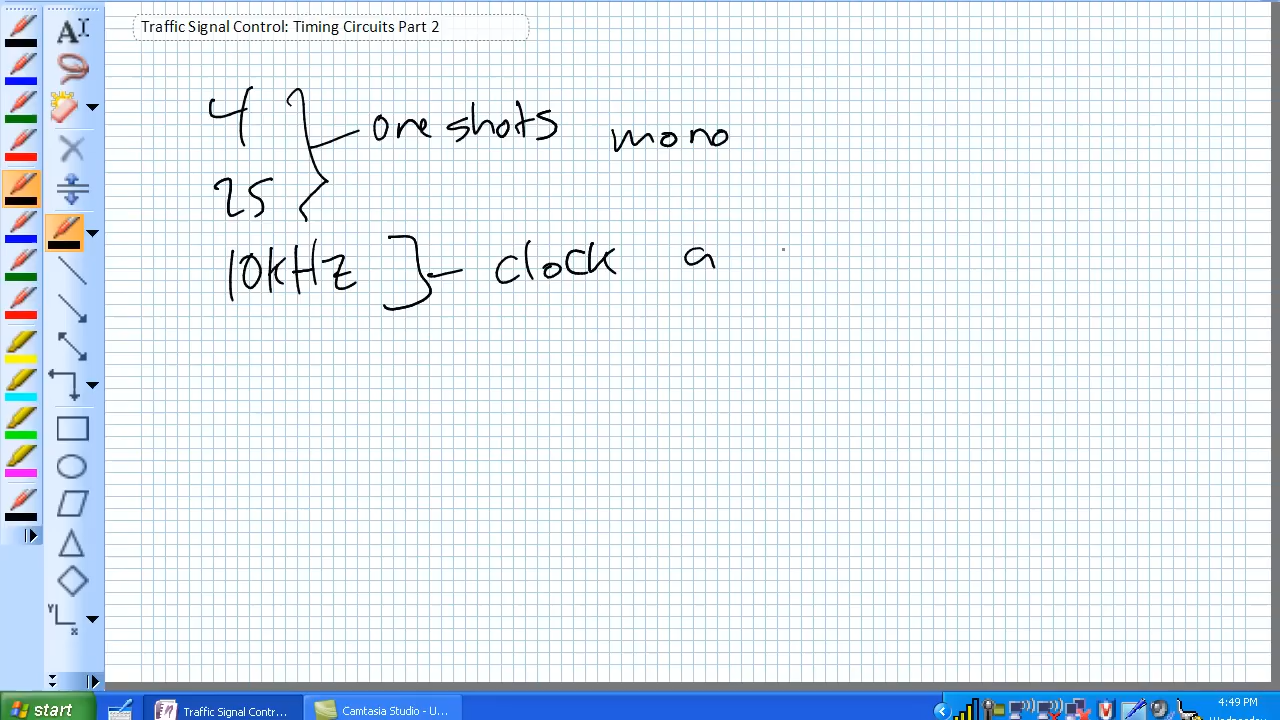 Traffic Signal Control: Timing Circuits Part 2
4 one shots mono
25
10kHz clock a
start Traffic Signal Contr... Camtasia Studio - U... 4:49 PM